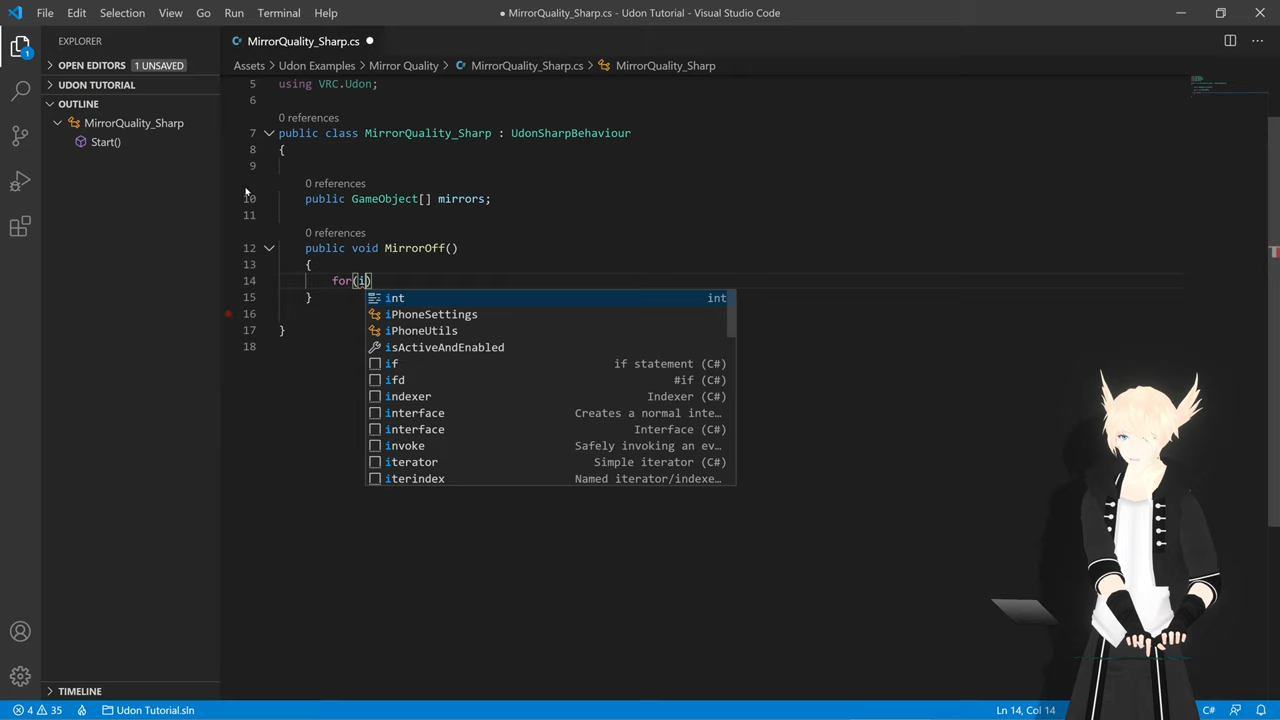 File Edit Selection View Go Run Terminal Help
● MirrorQuality_Sharp.cs - Udon Tutorial - Visual Studio Code
EXPLORER
OPEN EDITORS 1 UNSAVED
UDON TUTORIAL
OUTLINE
MirrorQuality_Sharp
Start()
TIMELINE
1
MirrorQuality_Sharp.cs ●
Assets > Udon Examples > Mirror Quality > MirrorQuality_Sharp.cs > MirrorQuality_Sharp
5 using VRC.Udon;
6
0 references
7 public class MirrorQuality_Sharp : UdonSharpBehaviour
8 {
9
0 references
10 public GameObject[] mirrors;
11
0 references
12 public void MirrorOff()
13 {
14 for(i)
15 }
16
17 }
18
int int
iPhoneSettings
iPhoneUtils
isActiveAndEnabled
if if statement (C#)
ifd #if (C#)
indexer Indexer (C#)
interface Creates a normal inte…
interface Interface (C#)
invoke Safely invoking an ev…
iterator Simple iterator (C#)
iterindex Named iterator/indexe…
4 35 Udon Tutorial.sln Ln 14, Col 14 C#